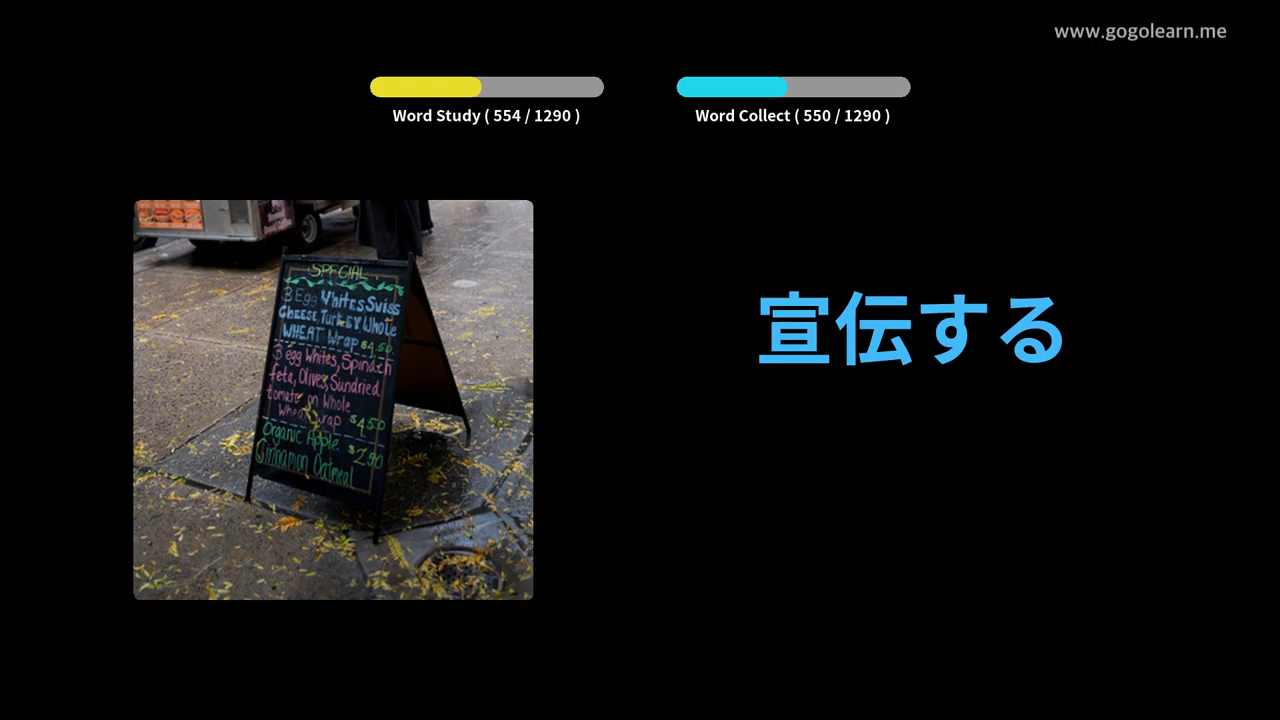 www.gogolearn.me
Word Study ( 554 / 1290 )
Word Collect ( 550 / 1290 )
SPECIAL
3 Egg Whites Swiss
Cheese, Turkey Whole
WHEAT Wrap $4.50
3 egg Whites, Spinach
feta, Olives, Sundried
tomato on Whole
Wheat wrap $4.50
Organic Apple
Cinnamon Oatmeal $2.50
宣伝する